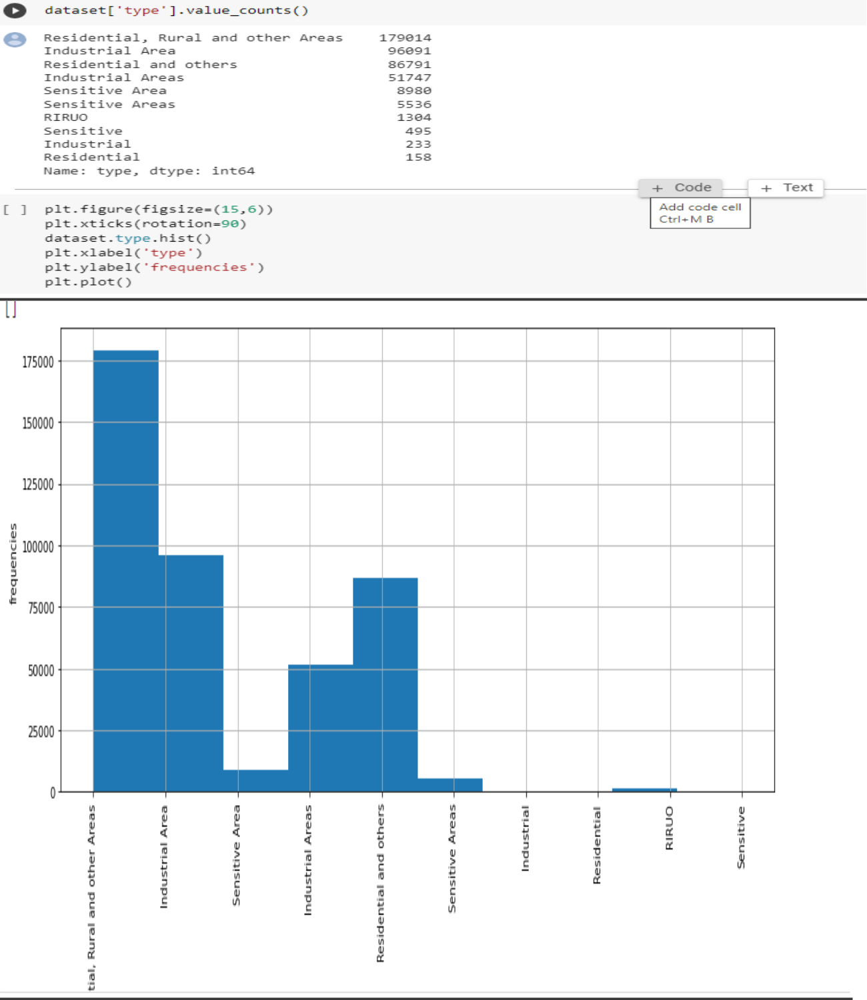 dataset['type'].value_counts()
Residential, Rural and other Areas    179014
Industrial Area    96091
Residential and others    86791
Industrial Areas    51747
Sensitive Area    8980
Sensitive Areas    5536
RIRUO    1304
Sensitive    495
Industrial    233
Residential    158
Name: type, dtype: int64
+ Code
+ Text
Add code cell
Ctrl+M B
[ ]
plt.figure(figsize=(15,6))
plt.xticks(rotation=90)
dataset.type.hist()
plt.xlabel('type')
plt.ylabel('frequencies')
plt.plot()
[]
175000
150000
125000
100000
75000
50000
25000
0
frequencies
tial, Rural and other Areas
Industrial Area
Sensitive Area
Industrial Areas
Residential and others
Sensitive Areas
Industrial
Residential
RIRUO
Sensitive